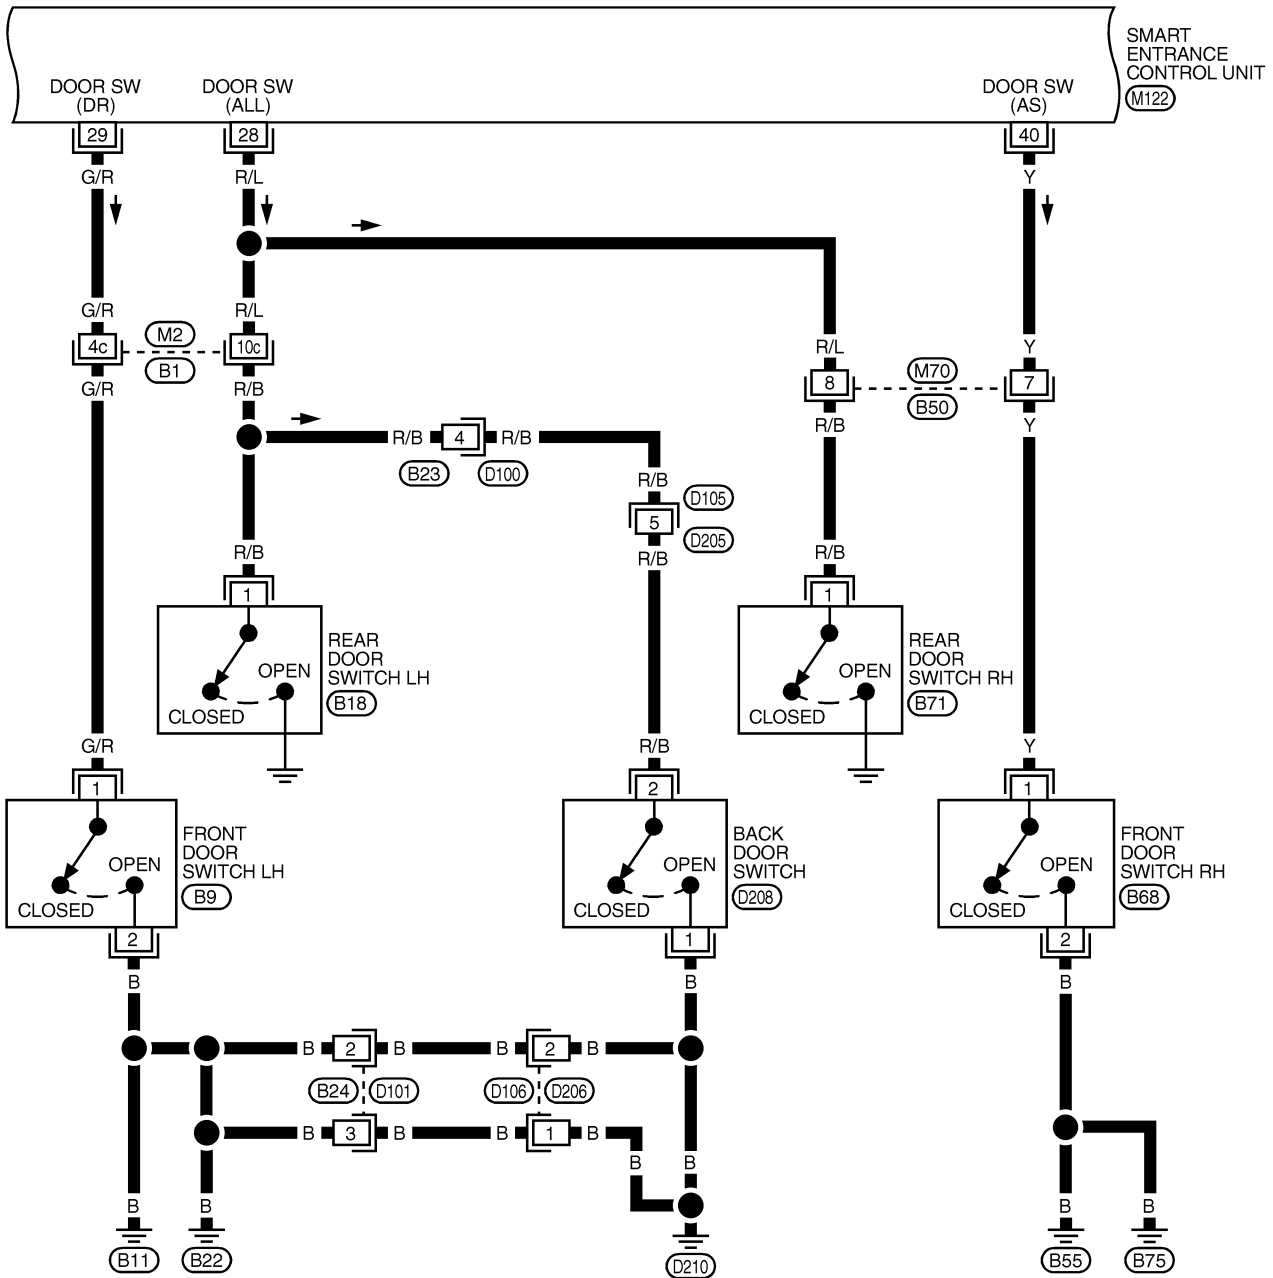 SMART
ENTRANCE
CONTROL UNIT
M122
DOOR SW
(DR)
DOOR SW
(ALL)
DOOR SW
(AS)
29
28
40
G/R
R/L
Y
G/R
R/L
4c
M2
B1
10c
R/L
Y
8
M70
B50
7
G/R
R/B
R/B
Y
R/B
4
R/B
B23
D100
R/B
D105
5
D205
R/B
R/B
R/B
1
1
REAR
DOOR
SWITCH LH
B18
OPEN
CLOSED
REAR
DOOR
SWITCH RH
B71
OPEN
CLOSED
G/R
R/B
Y
1
2
1
FRONT
DOOR
SWITCH LH
B9
OPEN
CLOSED
BACK
DOOR
SWITCH
D208
OPEN
CLOSED
FRONT
DOOR
SWITCH RH
B68
OPEN
CLOSED
2
1
2
B
B
B
B
2
B
B
2
B
B24
D101
D106
D206
B
3
B
B
1
B
B
B
B
B
B
B
B11
B22
D210
B55
B75